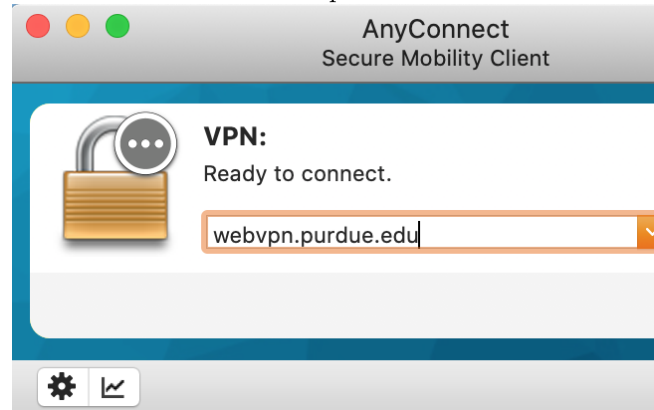 AnyConnect
Secure Mobility Client
VPN:
Ready to connect.
webvpn.purdue.edu